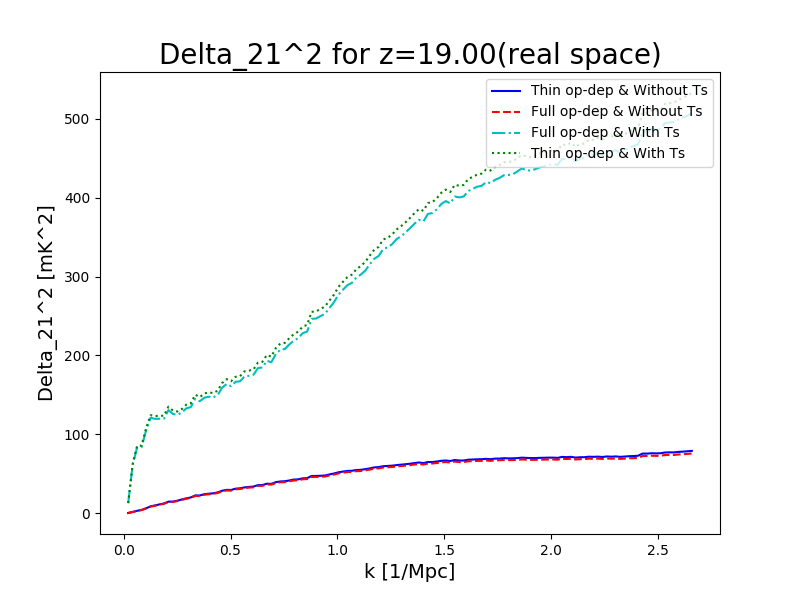 Delta_21^2 for z=19.00(real space)
Thin op-dep & Without Ts
Full op-dep & Without Ts
Full op-dep & With Ts
Thin op-dep & With Ts
Delta_21^2 [mK^2]
500
400
300
200
100
0
0.0 0.5 1.0 1.5 2.0 2.5
k [1/Mpc]